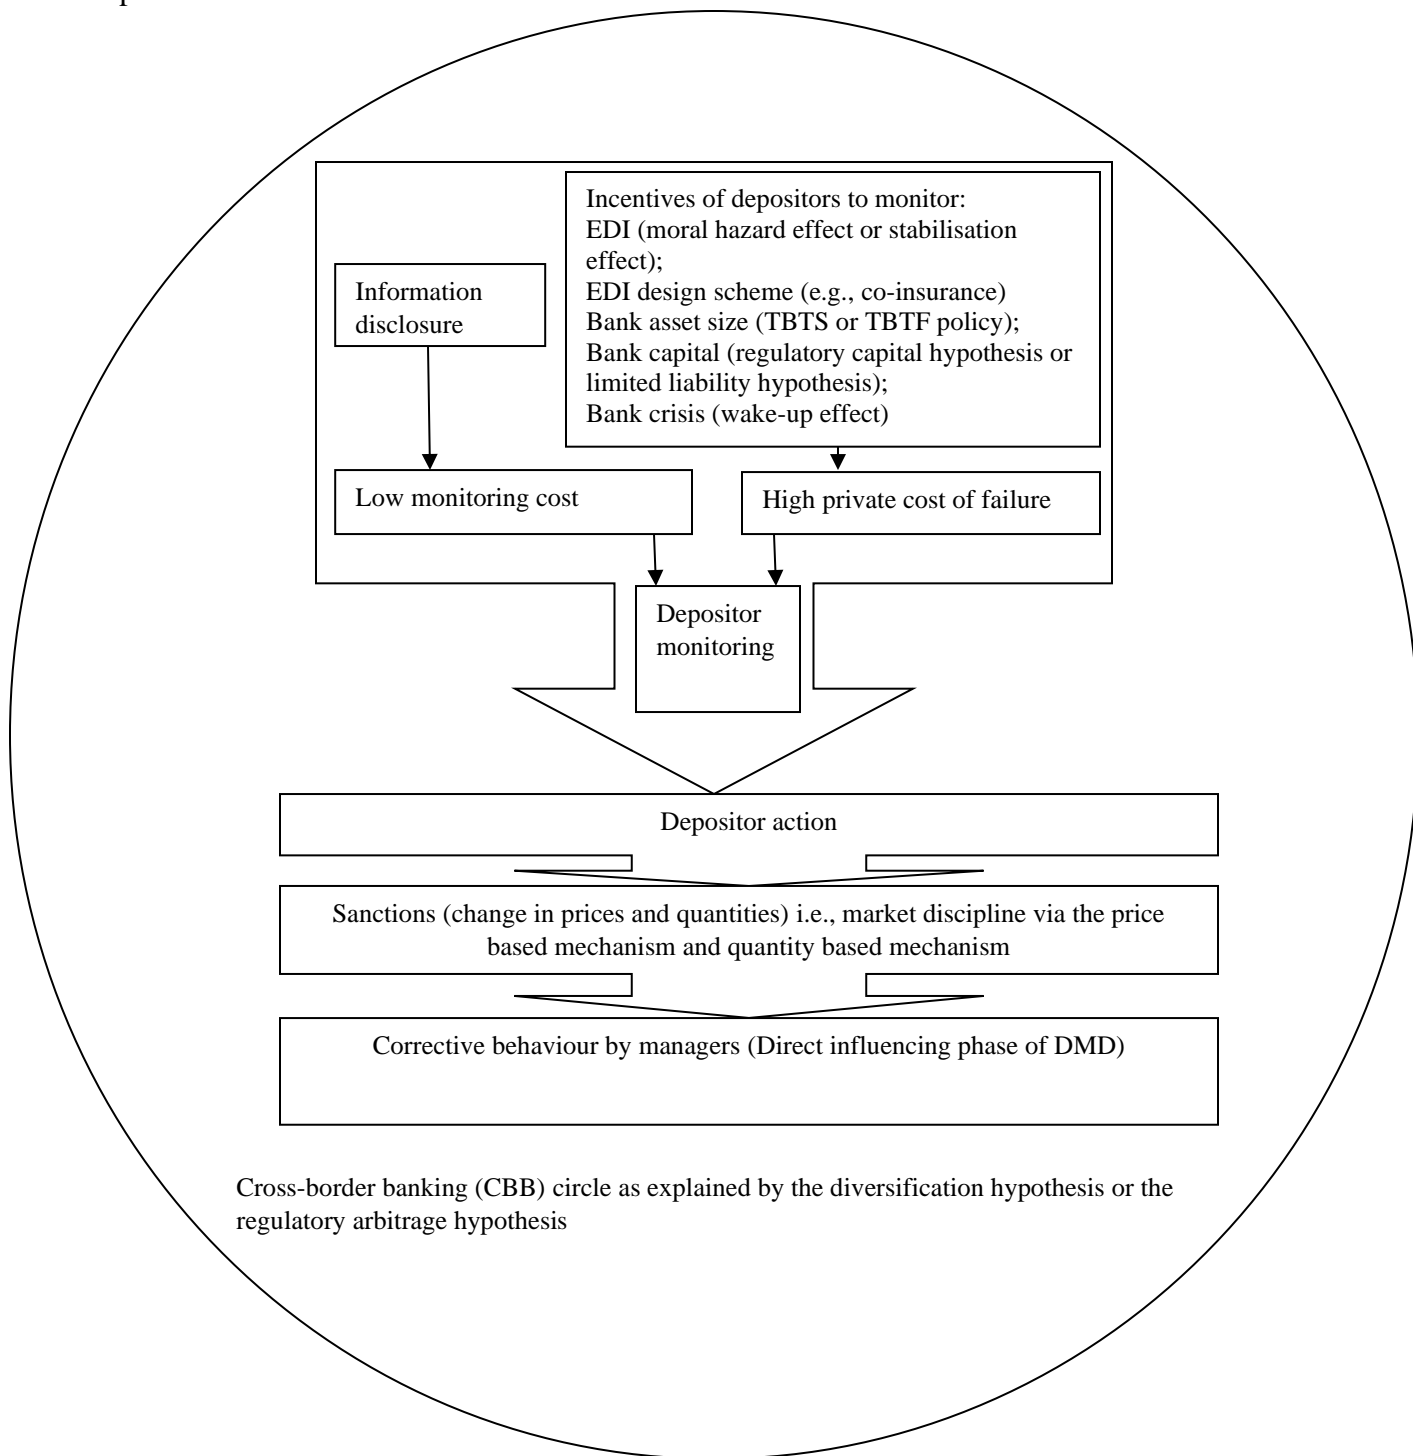 Incentives of depositors to monitor:
EDI (moral hazard effect or stabilisation
effect);
EDI design scheme (e.g., co-insurance)
Bank asset size (TBTS or TBTF policy);
Bank capital (regulatory capital hypothesis or
limited liability hypothesis);
Bank crisis (wake-up effect)
Information
disclosure
Low monitoring cost
High private cost of failure
Depositor
monitoring
Depositor action
Sanctions (change in prices and quantities) i.e., market discipline via the price
based mechanism and quantity based mechanism
Corrective behaviour by managers (Direct influencing phase of DMD)
Cross-border banking (CBB) circle as explained by the diversification hypothesis or the
regulatory arbitrage hypothesis